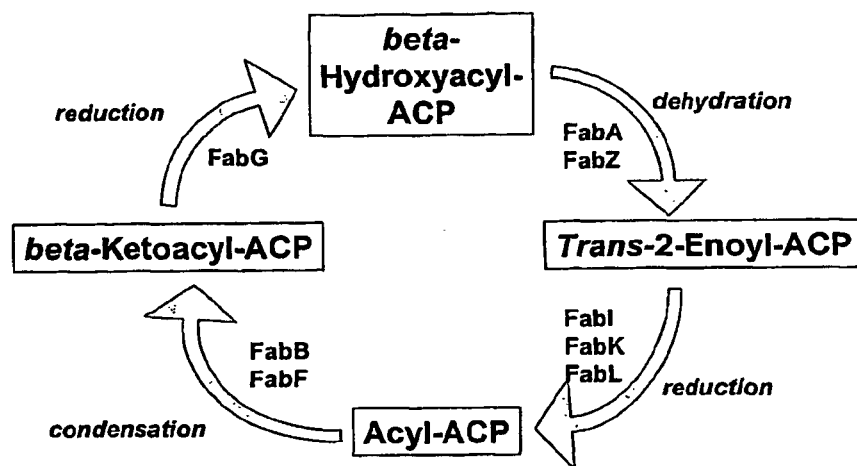 beta-
Hydroxyacyl-
ACP
reduction
dehydration
FabG
FabA
FabZ
beta-Ketoacyl-ACP
Trans-2-Enoyl-ACP
FabI
FabK
FabL
FabB
FabF
reduction
condensation
Acyl-ACP